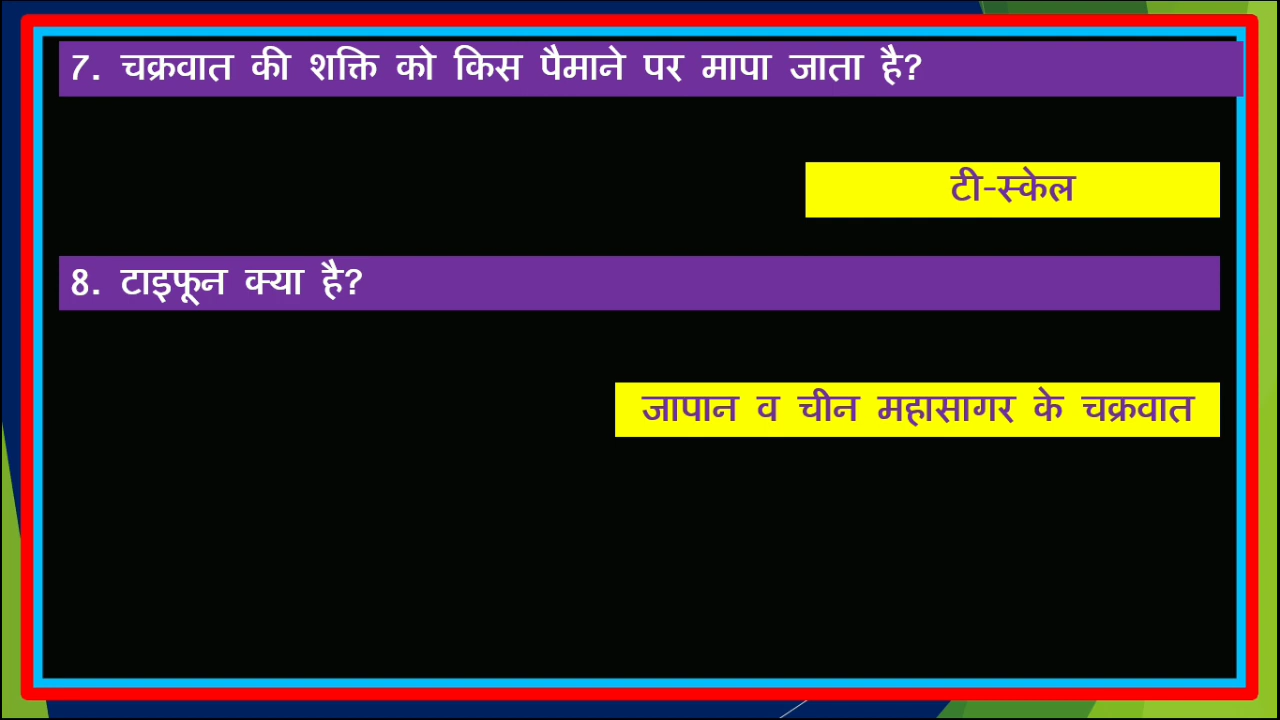 7. चक्रवात की शक्ति को किस पैमाने पर मापा जाता है?
टी-स्केल
8. टाइफून क्या है?
जापान व चीन महासागर के चक्रवात